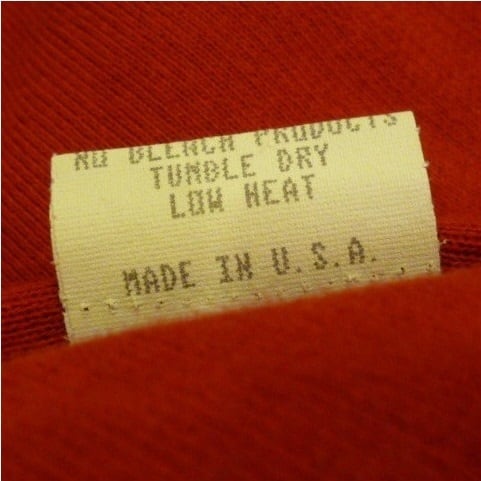 NO BLEACH PRODUCTS
TUMBLE DRY
LOW HEAT
MADE IN U.S.A.